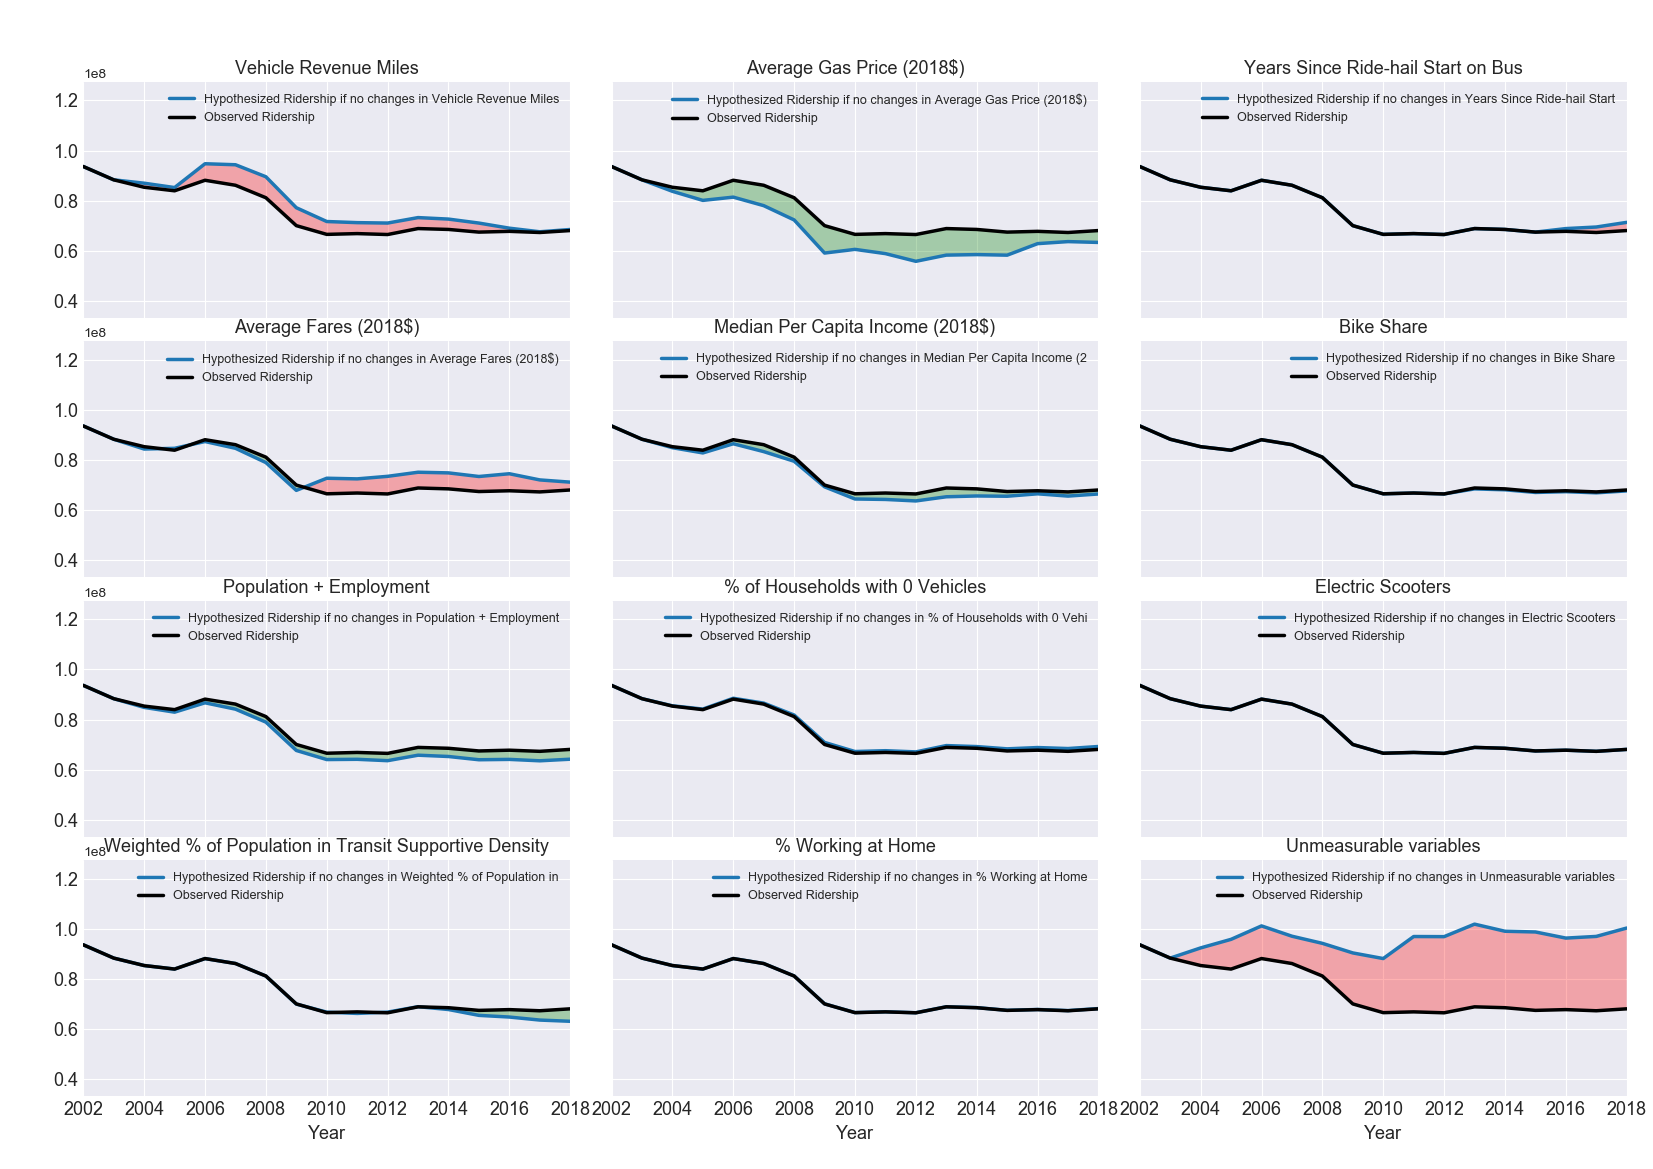 Vehicle Revenue Miles
1e8
Hypothesized Ridership if no changes in Vehicle Revenue Miles
Observed Ridership
1.2
1.0
0.8
0.6
0.4
Average Gas Price (2018$)
Hypothesized Ridership if no changes in Average Gas Price (2018$)
Observed Ridership
Years Since Ride-hail Start on Bus
Hypothesized Ridership if no changes in Years Since Ride-hail Start
Observed Ridership
Average Fares (2018$)
1e8
Hypothesized Ridership if no changes in Average Fares (2018$)
Observed Ridership
1.2
1.0
0.8
0.6
0.4
Median Per Capita Income (2018$)
Hypothesized Ridership if no changes in Median Per Capita Income (2
Observed Ridership
Bike Share
Hypothesized Ridership if no changes in Bike Share
Observed Ridership
Population + Employment
1e8
Hypothesized Ridership if no changes in Population + Employment
Observed Ridership
1.2
1.0
0.8
0.6
0.4
% of Households with 0 Vehicles
Hypothesized Ridership if no changes in % of Households with 0 Vehi
Observed Ridership
Electric Scooters
Hypothesized Ridership if no changes in Electric Scooters
Observed Ridership
Weighted % of Population in Transit Supportive Density
1e8
Hypothesized Ridership if no changes in Weighted % of Population in
Observed Ridership
1.2
1.0
0.8
0.6
0.4
2002 2004 2006 2008 2010 2012 2014 2016 2018
Year
% Working at Home
Hypothesized Ridership if no changes in % Working at Home
Observed Ridership
2002 2004 2006 2008 2010 2012 2014 2016 2018
Year
Unmeasurable variables
Hypothesized Ridership if no changes in Unmeasurable variables
Observed Ridership
2002 2004 2006 2008 2010 2012 2014 2016 2018
Year